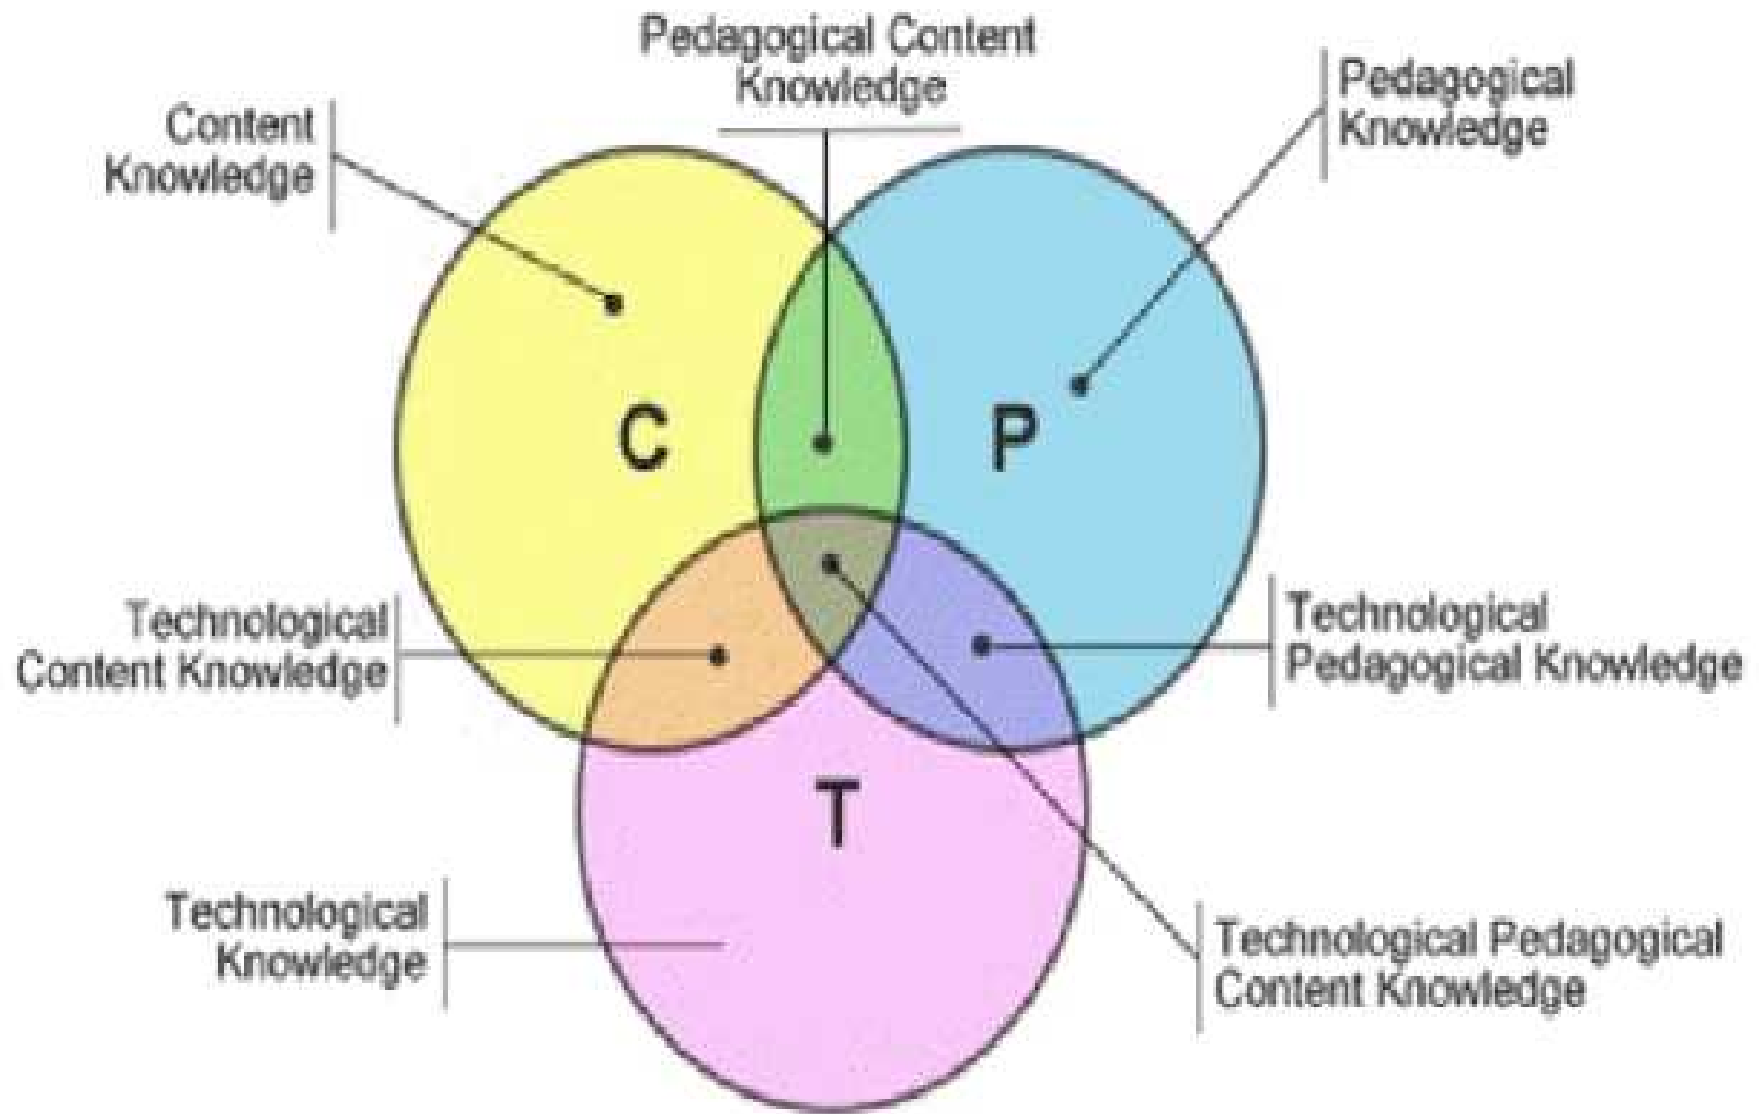 Pedagogical Content
Knowledge
Pedagogical
Knowledge
Content
Knowledge
C
P
Technological
Content Knowledge
Technological
Pedagogical Knowledge
T
Technological
Knowledge
Technological Pedagogical
Content Knowledge